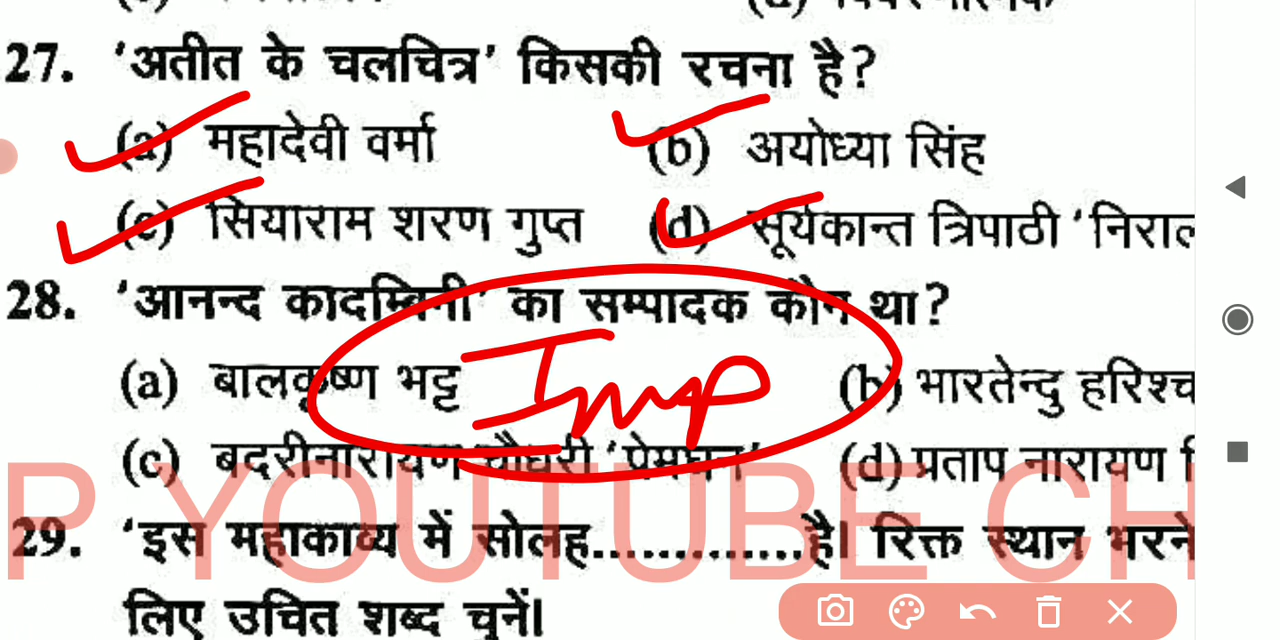 27. 'अतीत के चलचित्र' किसकी रचना है?
(a) महादेवी वर्मा (b) अयोध्या सिंह
(c) सियाराम शरण गुप्त (d) सूर्यकान्त त्रिपाठी 'निराल
28. 'आनन्द कादम्बिनी' का सम्पादक कौन था?
Imp
(a) बालकृष्ण भट्ट (b) भारतेन्दु हरिश्च
(c) बदरीनारायण चौधरी 'प्रेमघन' (d) प्रताप नारायण
P YOUTUBE CH
29. 'इस महाकाव्य में सोलह.............है। रिक्त स्थान भरने
लिए उचित शब्द चुनें।